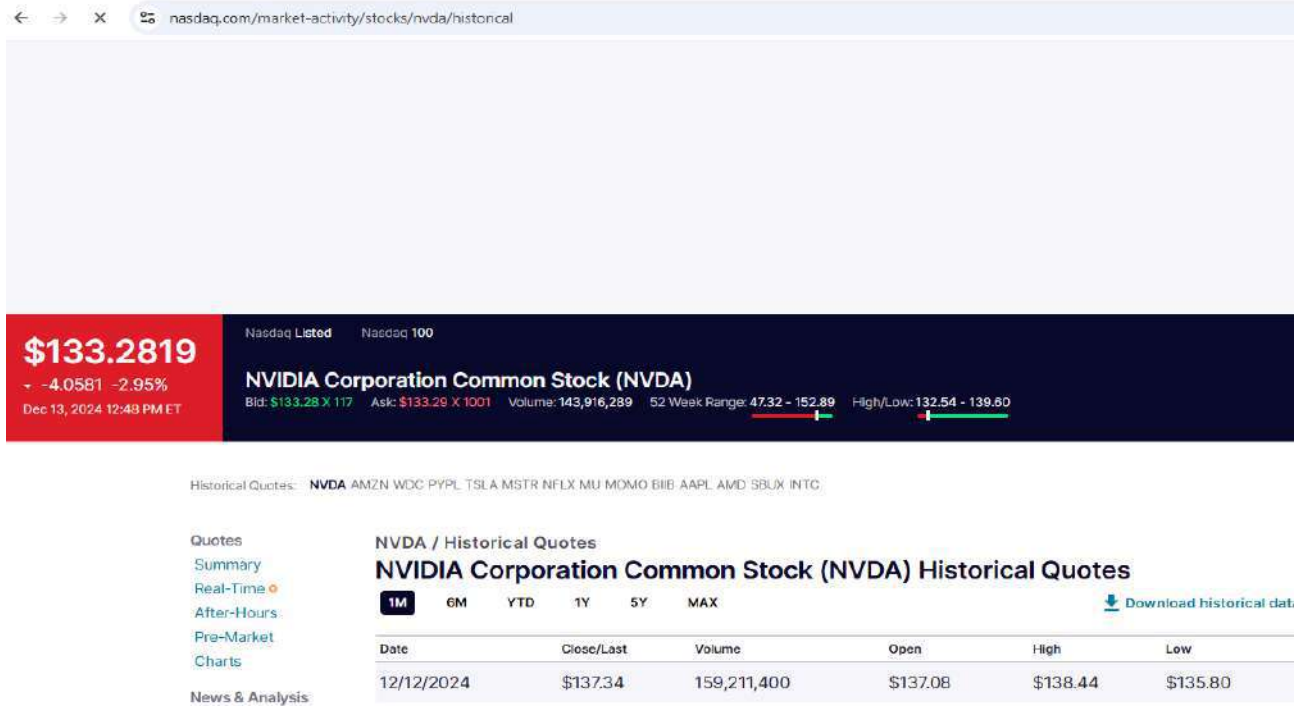 nasdaq.com/market-activity/stocks/nvda/historical
Nasdaq Listed Nasdaq 100
$133.2819
-4.0581 -2.95%
Dec 13, 2024 12:48 PM ET
NVIDIA Corporation Common Stock (NVDA)
Bid: $133.28 X 117 Ask: $133.29 X 1001 Volume: 143,916,289 52 Week Range: 47.32 - 152.89 High/Low: 132.54 - 139.60
Historical Quotes: NVDA AMZN WDC PYPL TSLA MSTR NFLX MU MOMO BIIB AAPL AMD SBUX INTC
Quotes
Summary
Real-Time
After-Hours
Pre-Market
Charts
News & Analysis
NVDA / Historical Quotes
NVIDIA Corporation Common Stock (NVDA) Historical Quotes
1M 6M YTD 1Y 5Y MAX
Download historical data
Date Close/Last Volume Open High Low
12/12/2024 $137.34 159,211,400 $137.08 $138.44 $135.80